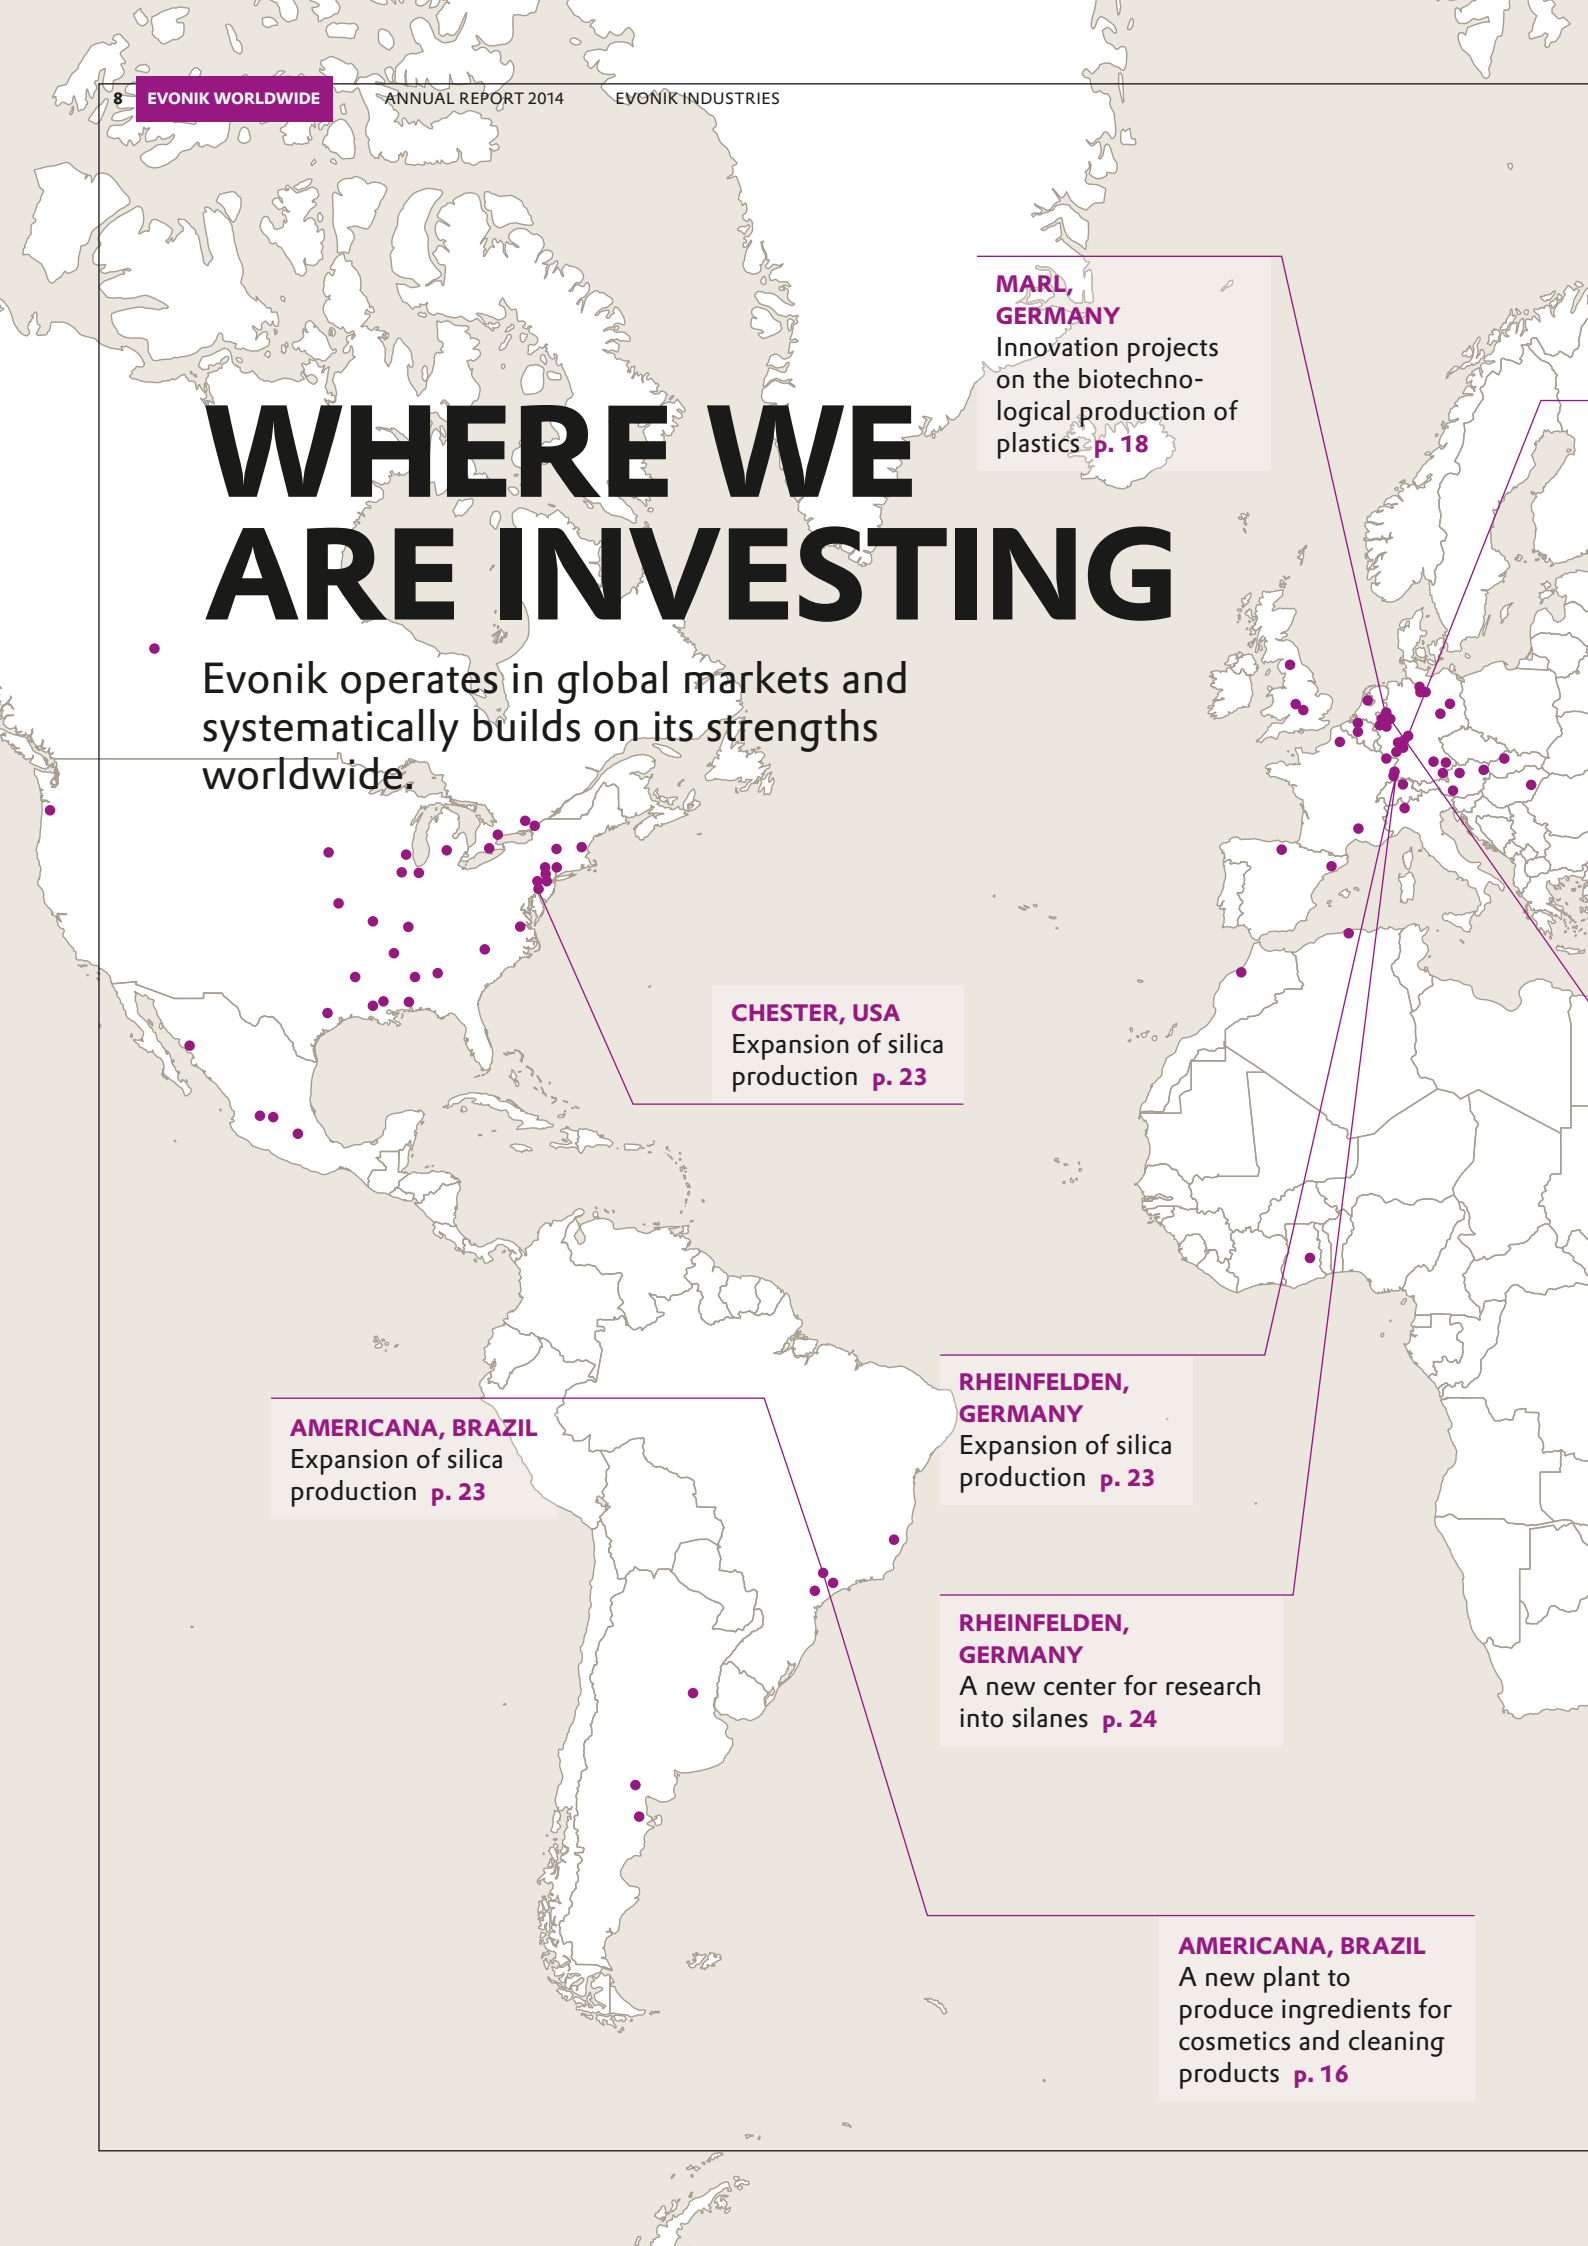 8 EVONIK WORLDWIDE ANNUAL REPORT 2014 EVONIK INDUSTRIES
MARL,
GERMANY
Innovation projects
on the biotechno-
logical production of
plastics p. 18
WHERE WE
ARE INVESTING
Evonik operates in global markets and
systematically builds on its strengths
worldwide.
CHESTER, USA
Expansion of silica
production p. 23
RHEINFELDEN,
GERMANY
Expansion of silica
production p. 23
AMERICANA, BRAZIL
Expansion of silica
production p. 23
RHEINFELDEN,
GERMANY
A new center for research
into silanes p. 24
AMERICANA, BRAZIL
A new plant to
produce ingredients for
cosmetics and cleaning
products p. 16